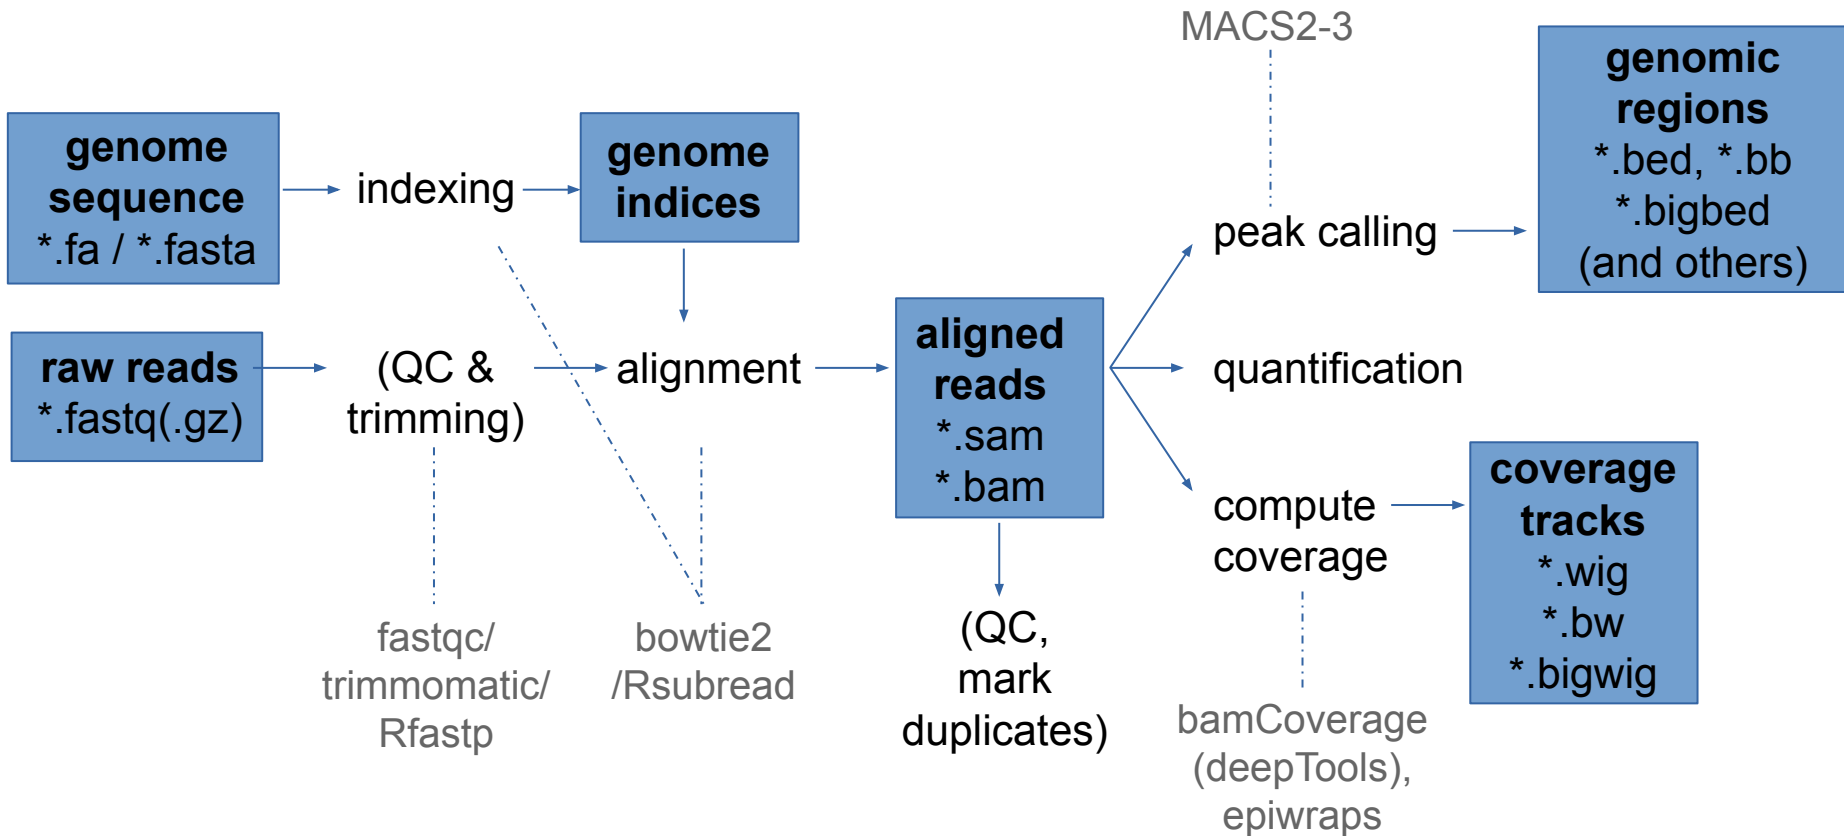 MACS2-3
genome
sequence
*.fa / *.fasta
indexing
genome
indices
peak calling
genomic
regions
*.bed, *.bb
*.bigbed
(and others)
raw reads
*.fastq(.gz)
(QC &
trimming)
alignment
aligned
reads
*.sam
*.bam
quantification
compute
coverage
coverage
tracks
*.wig
*.bw
*.bigwig
fastqc/
trimmomatic/
Rfastp
bowtie2
/Rsubread
(QC,
mark
duplicates)
bamCoverage
(deepTools),
epiwraps